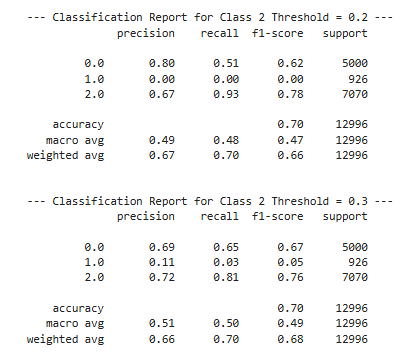 --- Classification Report for Class 2 Threshold = 0.2 ---
precision recall f1-score support
0.0 0.80 0.51 0.62 5000
1.0 0.00 0.00 0.00 926
2.0 0.67 0.93 0.78 7070
accuracy 0.70 12996
macro avg 0.49 0.48 0.47 12996
weighted avg 0.67 0.70 0.66 12996
--- Classification Report for Class 2 Threshold = 0.3 ---
precision recall f1-score support
0.0 0.69 0.65 0.67 5000
1.0 0.11 0.03 0.05 926
2.0 0.72 0.81 0.76 7070
accuracy 0.70 12996
macro avg 0.51 0.50 0.49 12996
weighted avg 0.66 0.70 0.68 12996